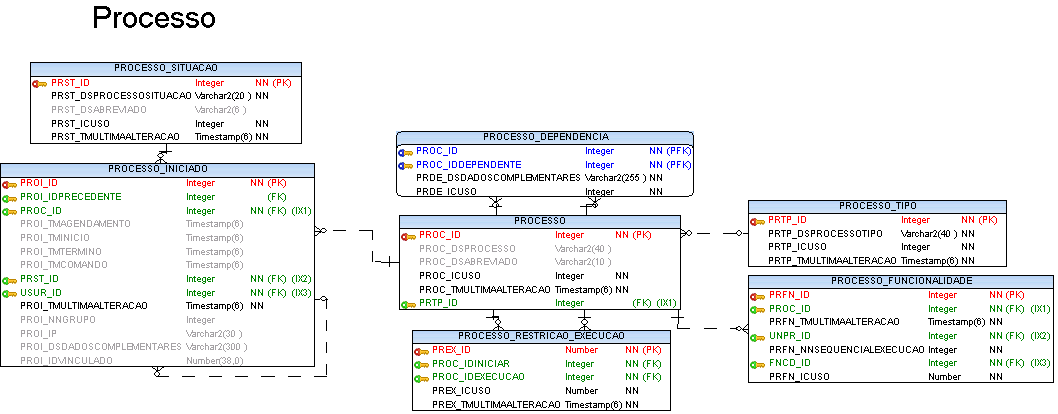 Processo
PROCESSO_SITUACAO
PRST_ID Integer NN (PK)
PRST_DSPROCESSOSITUACAO Varchar2(20 ) NN
PRST_DSABREVIADO Varchar2(6 )
PRST_ICUSO Integer NN
PRST_TMULTIMAALTERACAO Timestamp(6) NN
PROCESSO_INICIADO
PROI_ID Integer NN (PK)
PROI_IDPRECEDENTE Integer (FK)
PROC_ID Integer NN (FK) (IX1)
PROI_TMAGENDAMENTO Timestamp(6)
PROI_TMINICIO Timestamp(6)
PROI_TMTERMINO Timestamp(6)
PROI_TMCOMANDO Timestamp(6)
PRST_ID Integer NN (FK) (IX2)
USUR_ID Integer NN (FK) (IX3)
PROI_TMULTIMAALTERACAO Timestamp(6) NN
PROI_NNGRUPO Integer
PROI_IP Varchar2(30 )
PROI_DSDADOSCOMPLEMENTARES Varchar2(300 )
PROI_IDVINCULADO Number(38,0)
PROCESSO_DEPENDENCIA
PROC_ID Integer NN (PFK)
PROC_IDDEPENDENTE Integer NN (PFK)
PRDE_DSDADOSCOMPLEMENTARES Varchar2(255 ) NN
PRDE_ICUSO Integer NN
PROCESSO
PROC_ID Integer NN (PK)
PROC_DSPROCESSO Varchar2(40 )
PROC_DSABREVIADO Varchar2(10 )
PROC_ICUSO Integer NN
PROC_TMULTIMAALTERACAO Timestamp(6) NN
PRTP_ID Integer (FK) (IX1)
PROCESSO_RESTRICAO_EXECUCAO
PREX_ID Number NN (PK)
PROC_IDINICIAR Integer NN (FK)
PROC_IDEXECUCAO Integer NN (FK)
PREX_ICUSO Number NN
PREX_TMULTIMAALTERACAO Timestamp(6) NN
PROCESSO_TIPO
PRTP_ID Integer NN (PK)
PRTP_DSPROCESSOTIPO Varchar2(40 ) NN
PRTP_ICUSO Integer NN
PRTP_TMULTIMAALTERACAO Timestamp(6) NN
PROCESSO_FUNCIONALIDADE
PRFN_ID Integer NN (PK)
PROC_ID Integer NN (FK) (IX1)
PRFN_TMULTIMAALTERACAO Timestamp(6) NN
UNPR_ID Integer NN (FK) (IX2)
PRFN_NNSEQUENCIALEXECUCAO Integer NN
FNCD_ID Integer NN (FK) (IX3)
PRFN_ICUSO Number NN